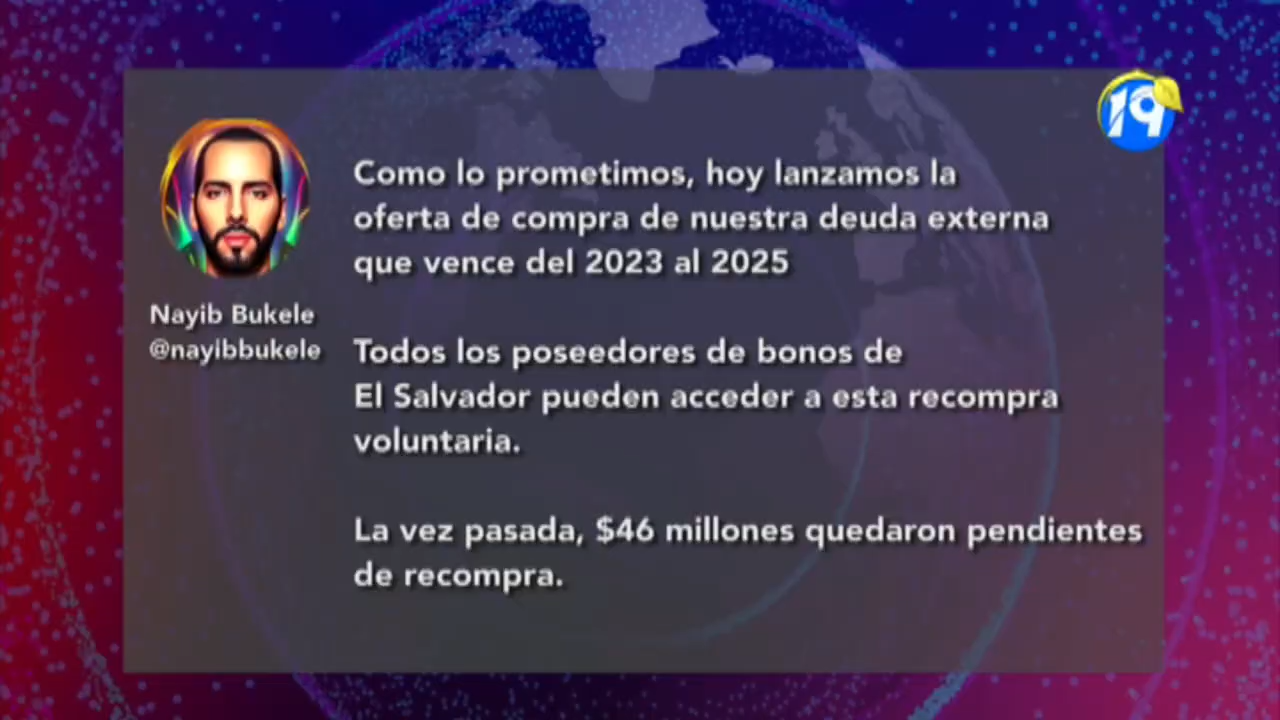 19
Como lo prometimos, hoy lanzamos la
oferta de compra de nuestra deuda externa
que vence del 2023 al 2025
Nayib Bukele
@nayibbukele
Todos los poseedores de bonos de
El Salvador pueden acceder a esta recompra
voluntaria.
La vez pasada, $46 millones quedaron pendientes
de recompra.